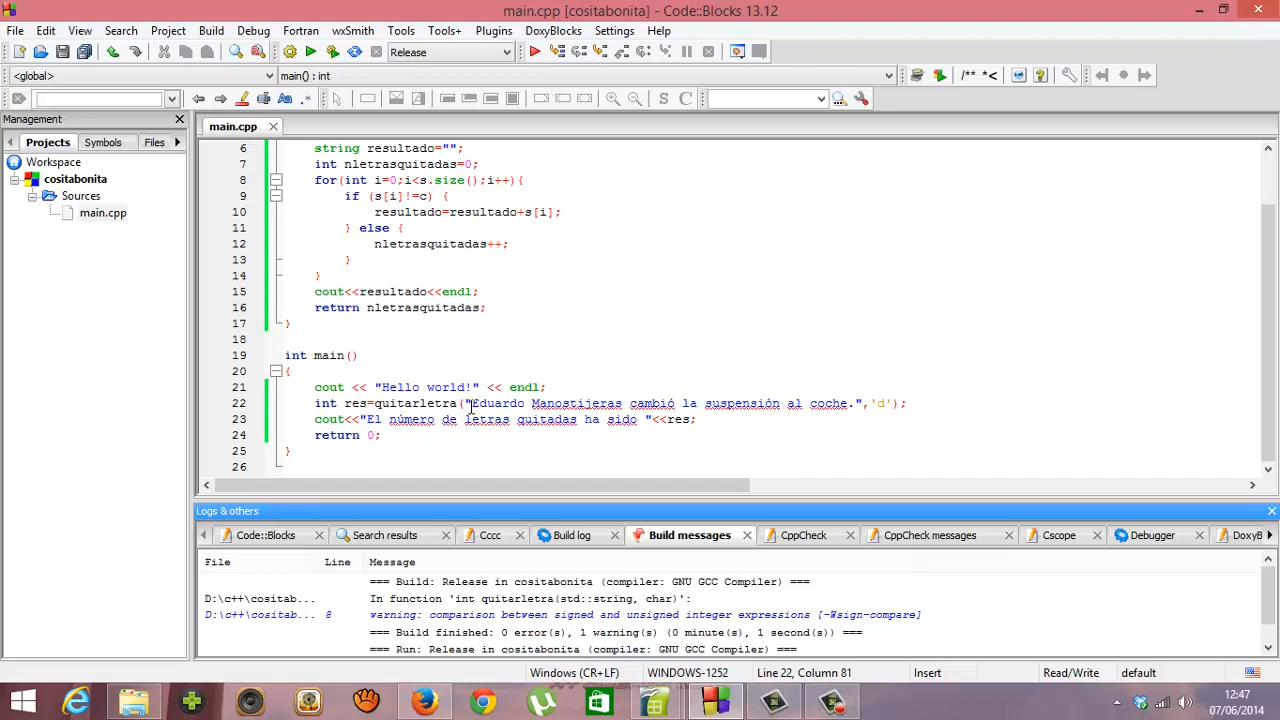 main.cpp [cositabonita] - Code::Blocks 13.12
File Edit View Search Project Build Debug Fortran wxSmith Tools Tools+ Plugins DoxyBlocks Settings Help
Release
<global> main() : int /** *<
S C
Management
Projects Symbols Files
Workspace
cositabonita
Sources
main.cpp
main.cpp
6 string resultado="";
7 int nletrasquitadas=0;
8 for(int i=0;i<s.size();i++){
9 if (s[i]!=c) {
10 resultado=resultado+s[i];
11 } else {
12 nletrasquitadas++;
13 }
14 }
15 cout<<resultado<<endl;
16 return nletrasquitadas;
17 }
18
19 int main()
20 {
21 cout << "Hello world!" << endl;
22 int res=quitarletra("Eduardo Manostijeras cambió la suspensión al coche.",'d');
23 cout<<"El número de letras quitadas ha sido "<<res;
24 return 0;
25 }
26
Logs & others
Code::Blocks Search results Cccc Build log Build messages CppCheck CppCheck messages Cscope Debugger DoxyB
File Line Message
=== Build: Release in cositabonita (compiler: GNU GCC Compiler) ===
D:\c++\cositab... In function 'int quitarletra(std::string, char)':
D:\c++\cositab... 8 warning: comparison between signed and unsigned integer expressions [-Wsign-compare]
=== Build finished: 0 error(s), 1 warning(s) (0 minute(s), 1 second(s)) ===
=== Run: Release in cositabonita (compiler: GNU GCC Compiler) ===
Windows (CR+LF) WINDOWS-1252 Line 22, Column 81 Insert Read/Write default
12:47
07/06/2014